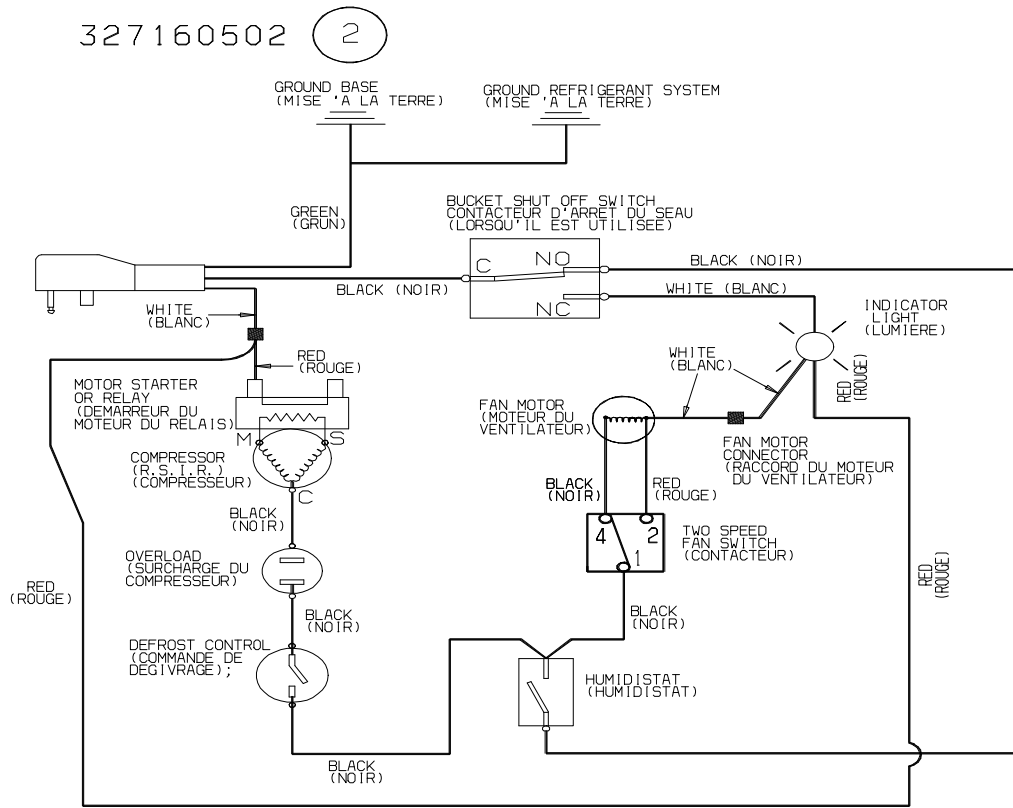 327160502 2
GROUND BASE
(MISE 'A LA TERRE)
GROUND REFRIGERANT SYSTEM
(MISE 'A LA TERRE)
GREEN
(GRUN)
BUCKET SHUT OFF SWITCH
CONTACTEUR D'ARRET DU SEAU
(LORSQU'IL EST UTILISEE)
C NO
NC
BLACK (NOIR)
BLACK (NOIR)
WHITE (BLANC)
WHITE
(BLANC)
INDICATOR
LIGHT
(LUMIERE)
RED
(ROUGE)
WHITE
(BLANC)
RED
(ROUGE)
MOTOR STARTER
OR RELAY
(DEMARREUR DU
MOTEUR DU RELAIS)
M S
C
FAN MOTOR
(MOTEUR DU
VENTILATEUR)
FAN MOTOR
CONNECTOR
(RACCORD DU MOTEUR
DU VENTILATEUR)
COMPRESSOR
(R.S.I.R.)
(COMPRESSEUR)
BLACK
(NOIR)
RED
(ROUGE)
BLACK
(NOIR)
4 2
1
TWO SPEED
FAN SWITCH
(CONTACTEUR)
OVERLOAD
(SURCHARGE DU
COMPRESSEUR)
RED
(ROUGE)
RED
(ROUGE)
BLACK
(NOIR)
BLACK
(NOIR)
DEFROST CONTROL
(COMMANDE DE
DEGIVRAGE);
HUMIDISTAT
(HUMIDISTAT)
BLACK
(NOIR)